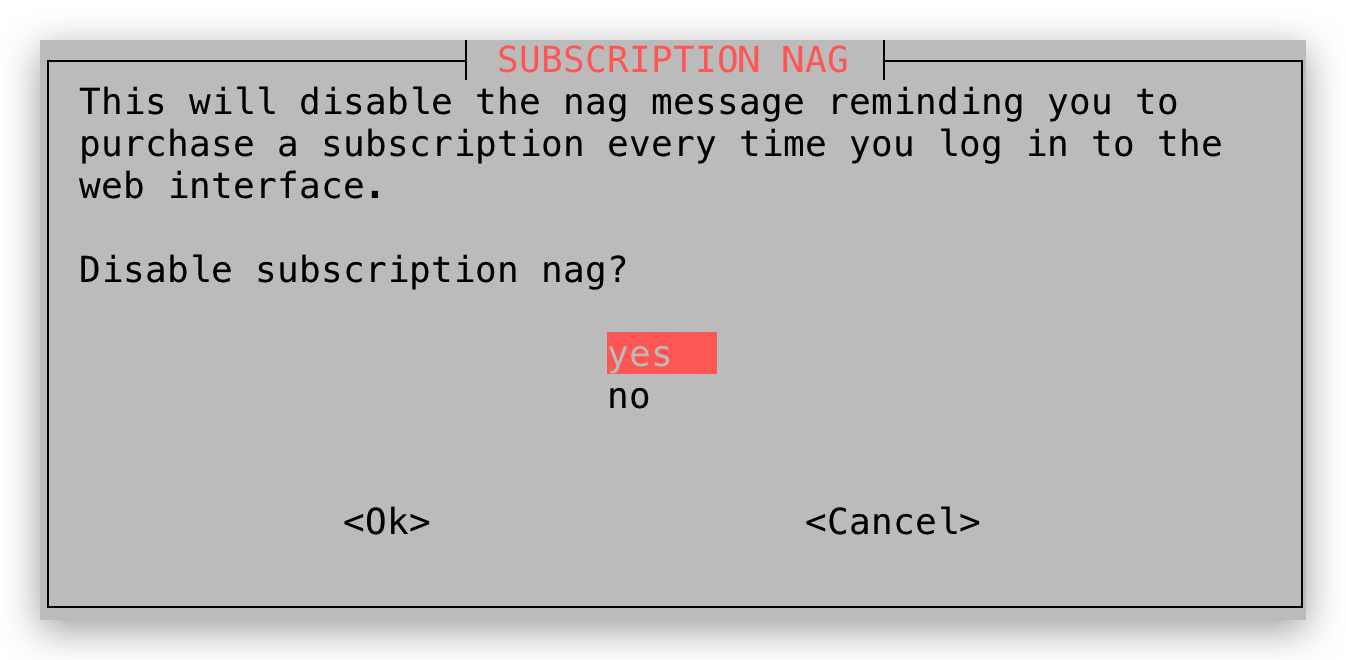 SUBSCRIPTION NAG
This will disable the nag message reminding you to
purchase a subscription every time you log in to the
web interface.
Disable subscription nag?
yes
no
<Ok> <Cancel>